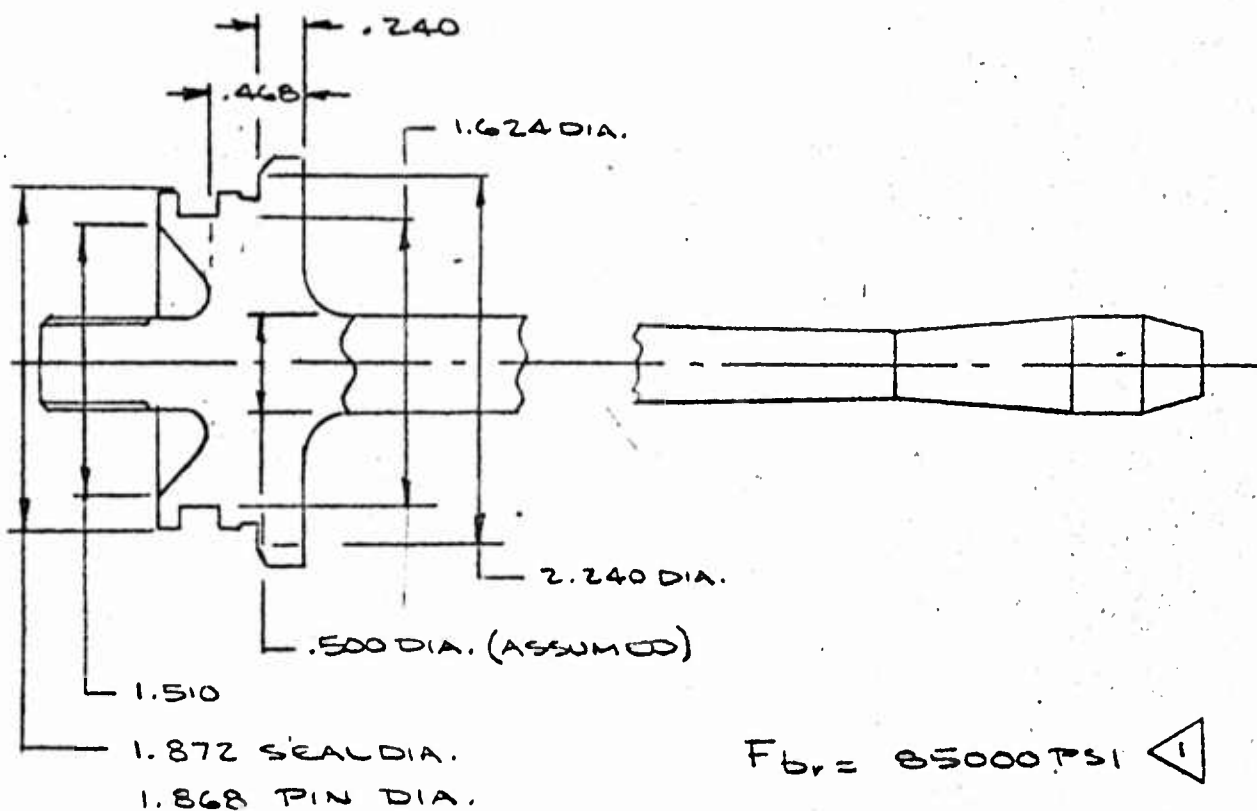 .240
.468
1.624 DIA.
2.240 DIA.
.500 DIA. (ASSUMED)
1.510
1.872 SEAL DIA.
1.868 PIN DIA.
Fbr = 85000 PSI 1